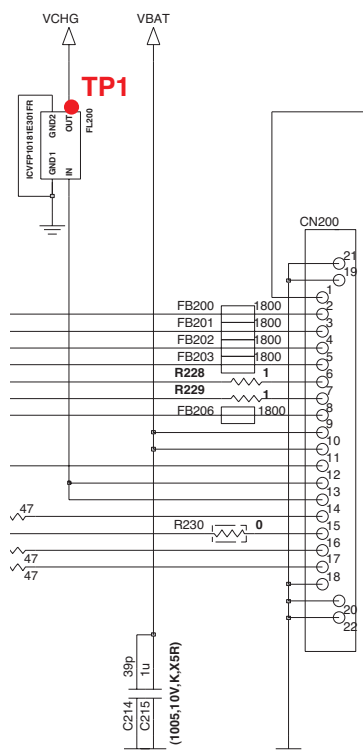 VCHG
VBAT
TP1
ICVFP10181E301FR
GND2
OUT
FL200
GND1
IN
CN200
21
19
1
FB200 1800
2
FB201 1800
3
FB202 1800
4
FB203 1800
5
R228 1
6
R229 1
7
FB206 1800
8
9
10
11
12
13
47
14
R230 0
15
16
47
17
47
18
20
22
39p
1u
C214
C215
(1005,10V,K,X5R)